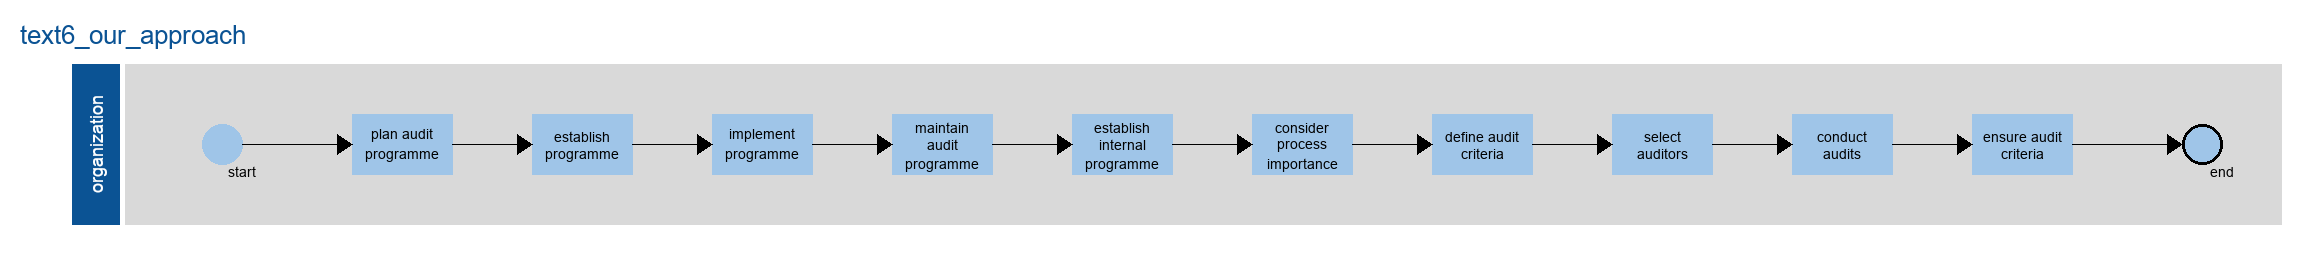 text6_our_approach
organization
start
plan audit
programme
establish
programme
implement
programme
maintain
audit
programme
establish
internal
programme
consider
process
importance
define audit
criteria
select
auditors
conduct
audits
ensure audit
criteria
end